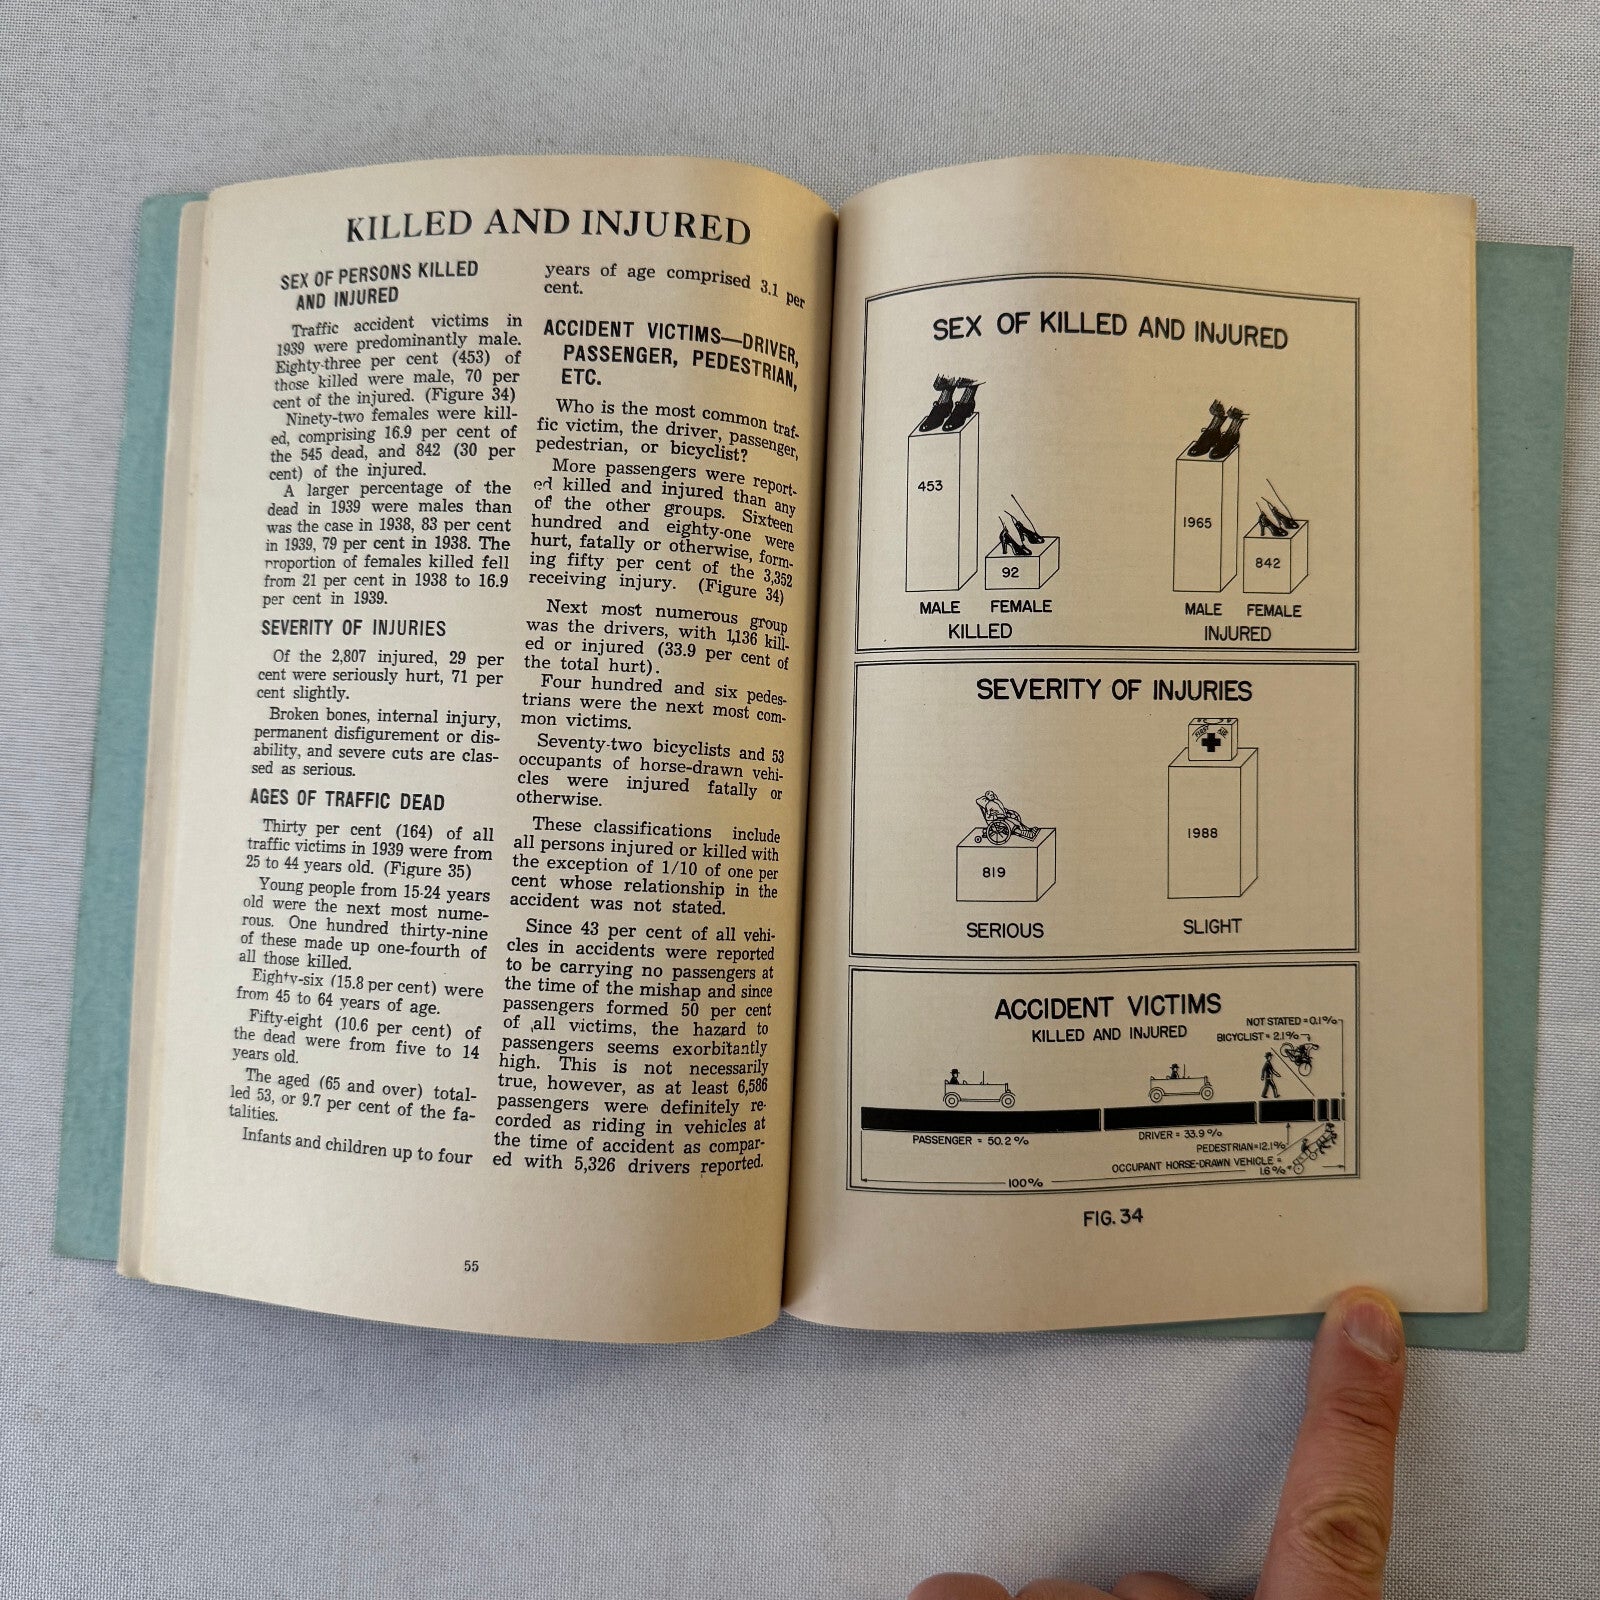 KILLED AND INJURED
SEX OF PERSONS KILLED
AND INJURED
Traffic accident victims in
1939 were predominantly male.
Eighty-three per cent (453) of
those killed were male, 70 per
cent of the injured. (Figure 34)
Ninety-two females were kill-
ed, comprising 16.9 per cent of
the 545 dead, and 842 (30 per
cent) of the injured.
A larger percentage of the
dead in 1939 were males than
was the case in 1938, 83 per cent
in 1939, 79 per cent in 1938. The
proportion of females killed fell
from 21 per cent in 1938 to 16.9
per cent in 1939.
SEVERITY OF INJURIES
Of the 2,807 injured, 29 per
cent were seriously hurt, 71 per
cent slightly.
Broken bones, internal injury,
permanent disfigurement or dis-
ability, and severe cuts are clas-
sed as serious.
AGES OF TRAFFIC DEAD
Thirty per cent (164) of all
traffic victims in 1939 were from
25 to 44 years old. (Figure 35)
Young people from 15-24 years
old were the next most nume-
rous. One hundred thirty-nine
of these made up one-fourth of
all those killed.
Eighty-six (15.8 per cent) were
from 45 to 64 years of age.
Fifty-eight (10.6 per cent) of
the dead were from five to 14
years old.
The aged (65 and over) total-
led 53, or 9.7 per cent of the fa-
talities.
Infants and children up to four
years of age comprised 3.1 per
cent.
ACCIDENT VICTIMS—DRIVER,
PASSENGER, PEDESTRIAN,
ETC.
Who is the most common traf-
fic victim, the driver, passenger,
pedestrian, or bicyclist?
More passengers were report-
ed killed and injured than any
of the other groups. Sixteen
hundred and eighty-one were
hurt, fatally or otherwise, form-
ing fifty per cent of the 3,352
receiving injury. (Figure 34)
Next most numerous group
was the drivers, with 1,136 kill-
ed or injured (33.9 per cent of
the total hurt).
Four hundred and six pedes-
trians were the next most com-
mon victims.
Seventy-two bicyclists and 53
occupants of horse-drawn vehi-
cles were injured fatally or
otherwise.
These classifications include
all persons injured or killed with
the exception of 1/10 of one per
cent whose relationship in the
accident was not stated.
Since 43 per cent of all vehi-
cles in accidents were reported
to be carrying no passengers at
the time of the mishap and since
passengers formed 50 per cent
of all victims, the hazard to
passengers seems exorbitantly
high. This is not necessarily
true, however, as at least 6,586
passengers were definitely re-
corded as riding in vehicles at
the time of accident as compar-
ed with 5,326 drivers reported.
55
SEX OF KILLED AND INJURED
453
92
1965
842
MALE FEMALE
KILLED
MALE FEMALE
INJURED
SEVERITY OF INJURIES
FIRST AID
819
1988
SERIOUS
SLIGHT
ACCIDENT VICTIMS
KILLED AND INJURED
NOT STATED = 0.1%
BICYCLIST = 2.1%
PASSENGER = 50.2%
DRIVER = 33.9%
PEDESTRIAN=12.1%
OCCUPANT HORSE-DRAWN VEHICLE =
1.6%
100%
FIG. 34